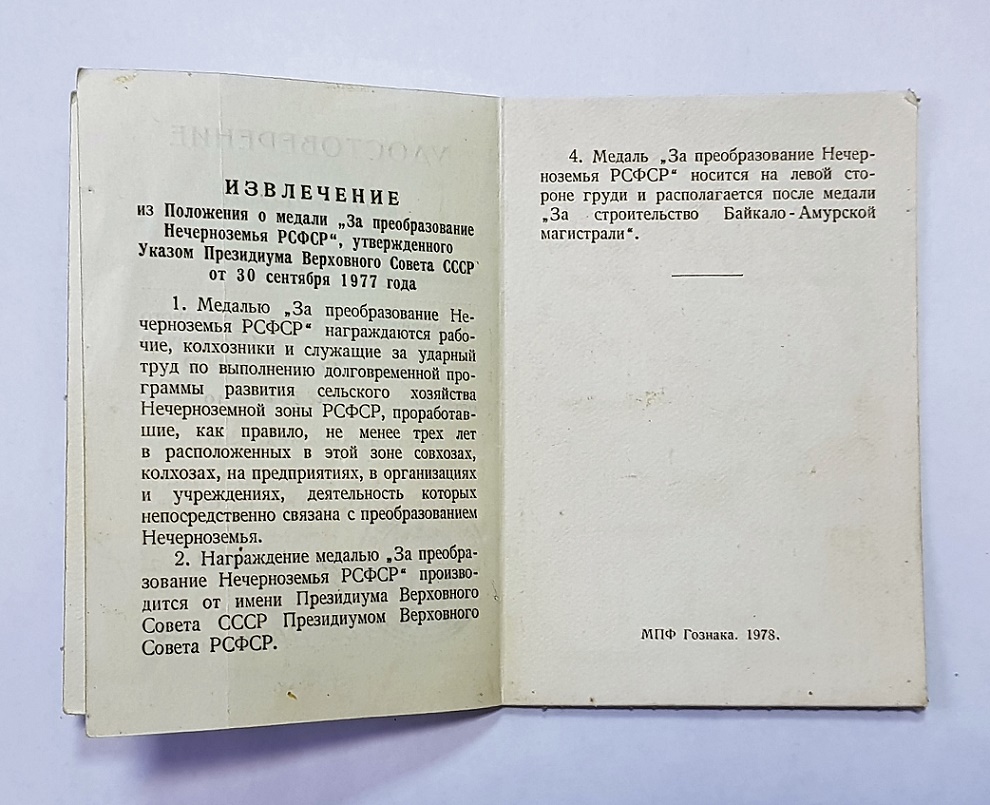 ИЗВЛЕЧЕНИЕ
из Положения о медали „За преобразование
Нечерноземья РСФСР“, утвержденного
Указом Президиума Верховного Совета СССР
от 30 сентября 1977 года
1. Медалью „За преобразование Не-
черноземья РСФСР“ награждаются рабо-
чие, колхозники и служащие за ударный
труд по выполнению долговременной про-
граммы развития сельского хозяйства
Нечерноземной зоны РСФСР, проработав-
шие, как правило, не менее трех лет
в расположенных в этой зоне совхозах,
колхозах, на предприятиях, в организациях
и учреждениях, деятельность которых
непосредственно связана с преобразованием
Нечерноземья.
2. Награждение медалью „За преобра-
зование Нечерноземья РСФСР“ произво-
дится от имени Президиума Верховного
Совета СССР Президиумом Верховного
Совета РСФСР.
4. Медаль „За преобразование Нечер-
ноземья РСФСР“ носится на левой сто-
роне груди и располагается после медали
„За строительство Байкало-Амурской
магистрали“.
МПФ Гознака. 1978.